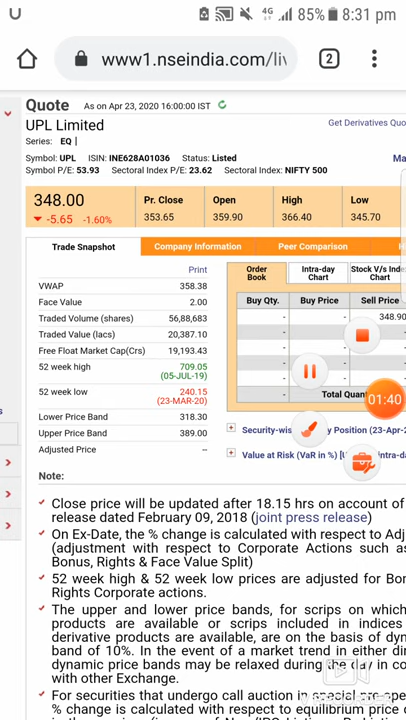 4G 85% 8:31 pm
www1.nseindia.com/li 2
Quote As on Apr 23, 2020 16:00:00 IST
UPL Limited Get Derivatives Quo
Series: EQ
Symbol: UPL ISIN: INE628A01036 Status: Listed Ma
Symbol P/E: 53.93 Sectoral Index P/E: 23.62 Sectoral Index: NIFTY 500
348.00 Pr. Close Open High Low
-5.65 -1.60% 353.65 359.90 366.40 345.70
Trade Snapshot Company Information Peer Comparison H
Print
VWAP 358.38
Face Value 2.00
Traded Volume (shares) 56,88,683
Traded Value (lacs) 20,387.10
Free Float Market Cap(Crs) 19,193.43
52 week high 709.05
(05-JUL-19)
52 week low 240.15
(23-MAR-20)
Lower Price Band 318.30
Upper Price Band 389.00
Adjusted Price --
Order Book Intra-day Chart Stock V/s Inde Chart
Buy Qty. Buy Price Sell Price
- - 348.90
- -
- -
- -
- -
Total Quan
01:40
Security-wis y Position (23-Apr-2
Value at Risk (VaR in %) intra-da
Note:
Close price will be updated after 18.15 hrs on account of
release dated February 09, 2018 (joint press release)
On Ex-Date, the % change is calculated with respect to Adj
(adjustment with respect to Corporate Actions such as
Bonus, Rights & Face Value Split)
52 week high & 52 week low prices are adjusted for Bon
Rights Corporate actions.
The upper and lower price bands, for scrips on which
products are available or scrips included in indices
derivative products are available, are on the basis of dyn
band of 10%. In the event of a market trend in either dir
dynamic price bands may be relaxed during the day in co
with other Exchange.
For securities that undergo call auction in special pre-ope
% change is calculated with respect to equilibrium price d